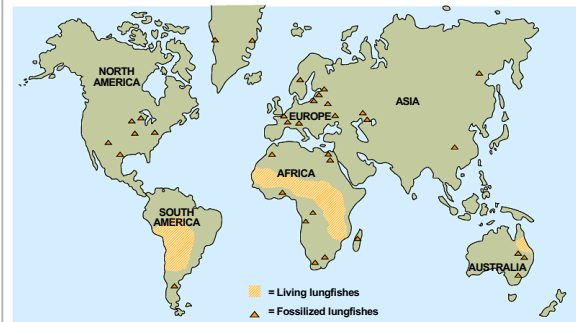 NORTH
AMERICA
ASIA
EUROPE
AFRICA
SOUTH
AMERICA
AUSTRALIA
= Living lungfishes
= Fossilized lungfishes